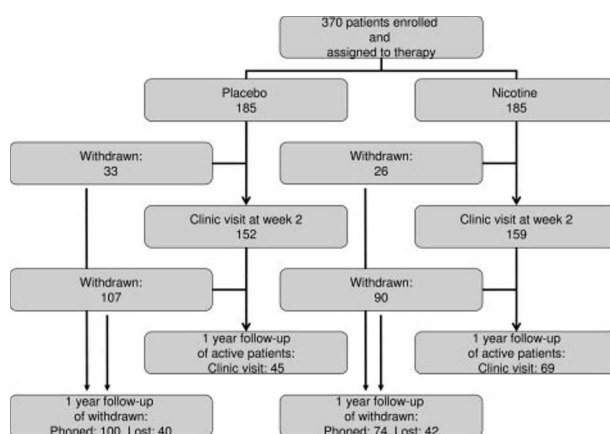 370 patients enrolled
and
assigned to therapy
Placebo
185
Nicotine
185
Withdrawn:
33
Withdrawn:
26
Clinic visit at week 2
152
Clinic visit at week 2
159
Withdrawn:
107
Withdrawn:
90
1 year follow-up
of active patients:
Clinic visit: 45
1 year follow-up
of active patients:
Clinic visit: 69
1 year follow-up
of withdrawn:
Phoned: 100, Lost: 40
1 year follow-up
of withdrawn:
Phoned: 74, Lost: 42